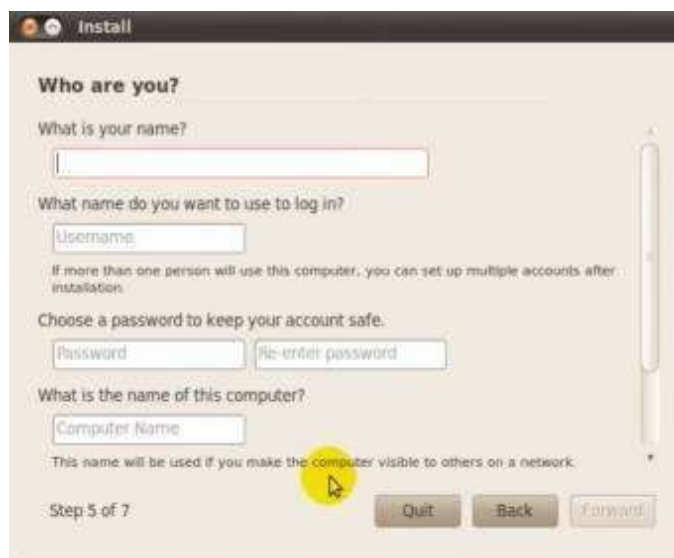 Install
Who are you?
What is your name?
What name do you want to use to log in?
Username
If more than one person will use this computer, you can set up multiple accounts after
installation.
Choose a password to keep your account safe.
Password Re-enter password
What is the name of this computer?
Computer Name
This name will be used if you make the computer visible to others on a network.
Step 5 of 7 Quit Back Forward